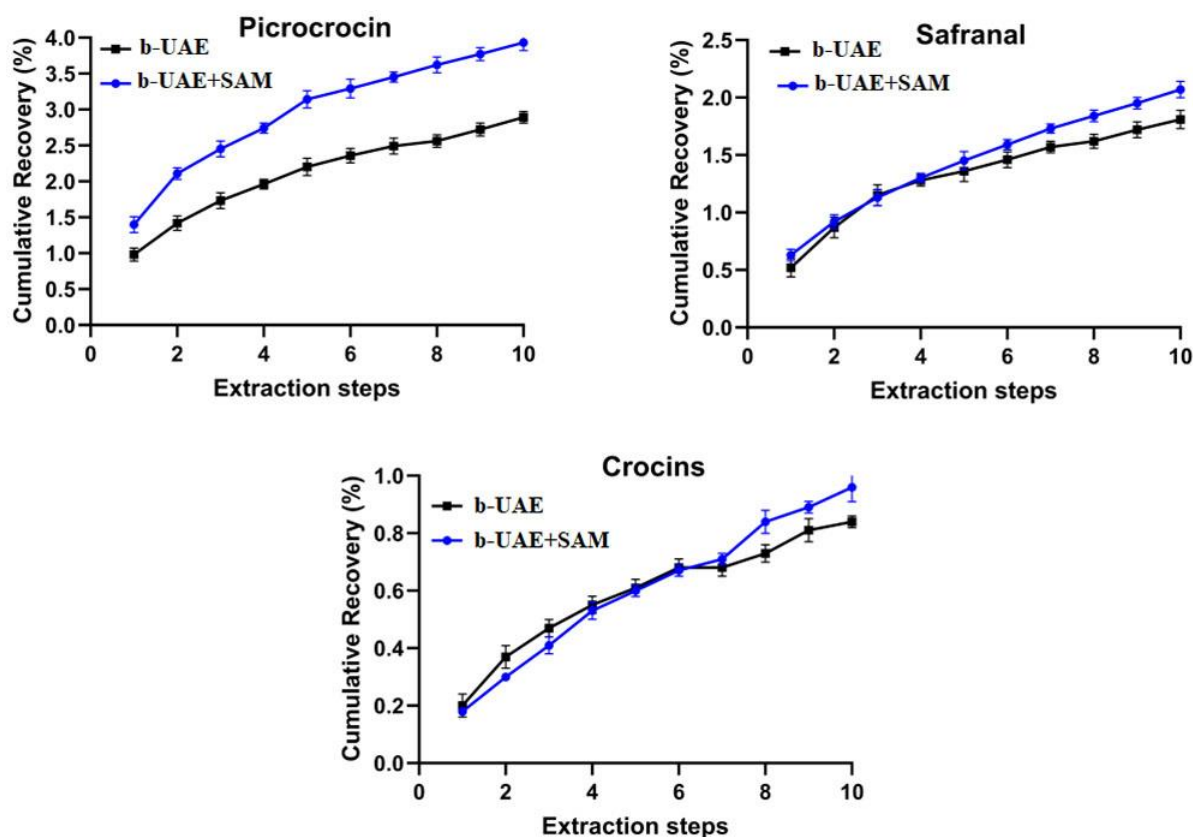 Picrocrocin
b-UAE
b-UAE+SAM
Cumulative Recovery (%)
4.0
3.5
3.0
2.5
2.0
1.5
1.0
0.5
0.0
0 2 4 6 8 10
Extraction steps
Safranal
b-UAE
b-UAE+SAM
Cumulative Recovery (%)
2.5
2.0
1.5
1.0
0.5
0.0
0 2 4 6 8 10
Extraction steps
Crocins
b-UAE
b-UAE+SAM
Cumulative Recovery (%)
1.0
0.8
0.6
0.4
0.2
0.0
0 2 4 6 8 10
Extraction steps